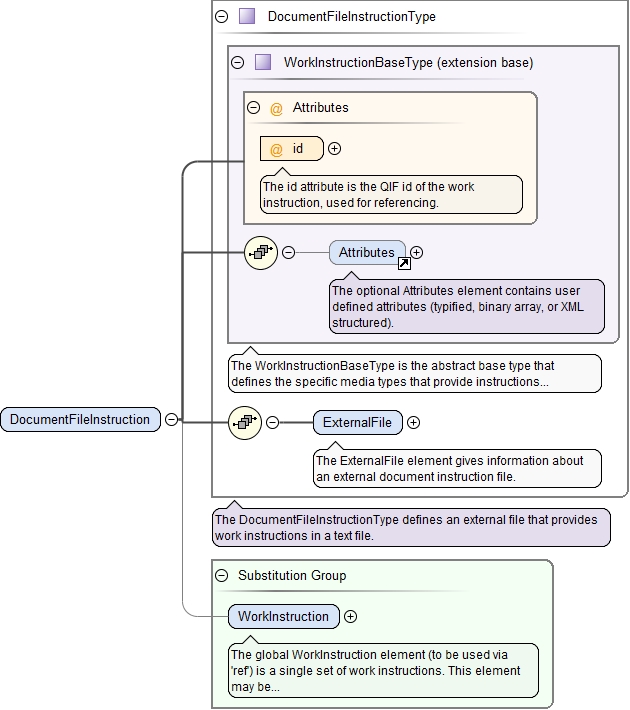 DocumentFileInstructionType
WorkInstructionBaseType (extension base)
@ Attributes
@ id
The id attribute is the QIF id of the work
instruction, used for referencing.
Attributes
The optional Attributes element contains user
defined attributes (typified, binary array, or XML
structured).
The WorkInstructionBaseType is the abstract base type that
defines the specific media types that provide instructions...
DocumentFileInstruction
ExternalFile
The ExternalFile element gives information about
an external document instruction file.
The DocumentFileInstructionType defines an external file that provides
work instructions in a text file.
Substitution Group
WorkInstruction
The global WorkInstruction element (to be used via
'ref') is a single set of work instructions. This element
may be...